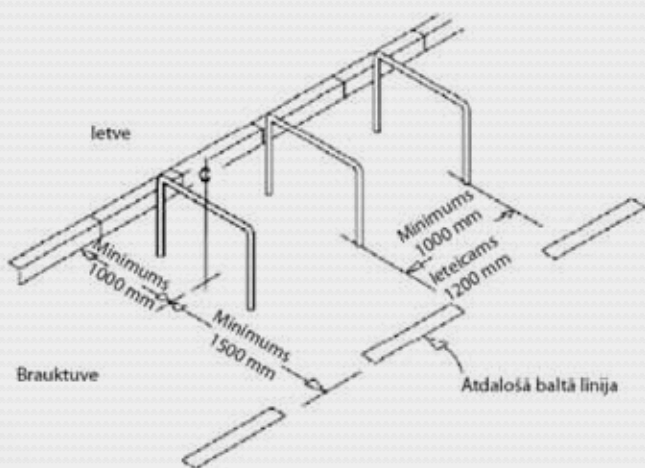 Ietve
Minimums
1000 mm
Ieteicams
1200 mm
Minimums
1000 mm
Minimums
1500 mm
Brauktuve
Atdalošā baltā līnija